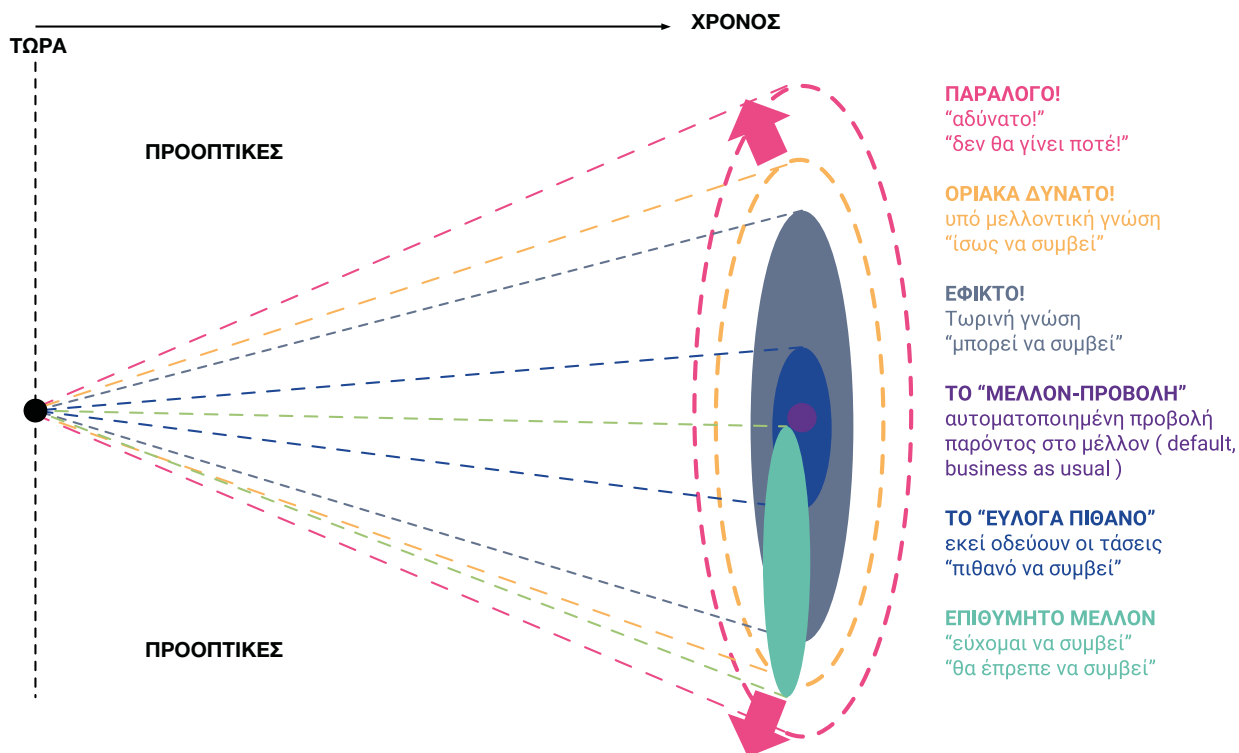 ΧΡΟΝΟΣ
ΤΩΡΑ
ΠΡΟΟΠΤΙΚΕΣ
ΠΑΡΑΛΟΓΟ!
“αδύνατο!”
“δεν θα γίνει ποτέ!”
ΟΡΙΑΚΑ ΔΥΝΑΤΟ!
υπό μελλοντική γνώση
“ίσως να συμβεί”
ΕΦΙΚΤΟ!
Τωρινή γνώση
“μπορεί να συμβεί”
ΤΟ “ΜΕΛΛΟΝ-ΠΡΟΒΟΛΗ”
αυτοματοποιημένη προβολή
παρόντος στο μέλλον ( default,
business as usual )
ΤΟ “ΕΥΛΟΓΑ ΠΙΘΑΝΟ”
εκεί οδεύουν οι τάσεις
“πιθανό να συμβεί”
ΕΠΙΘΥΜΗΤΟ ΜΕΛΛΟΝ
“εύχομαι να συμβεί”
“θα έπρεπε να συμβεί”
ΠΡΟΟΠΤΙΚΕΣ